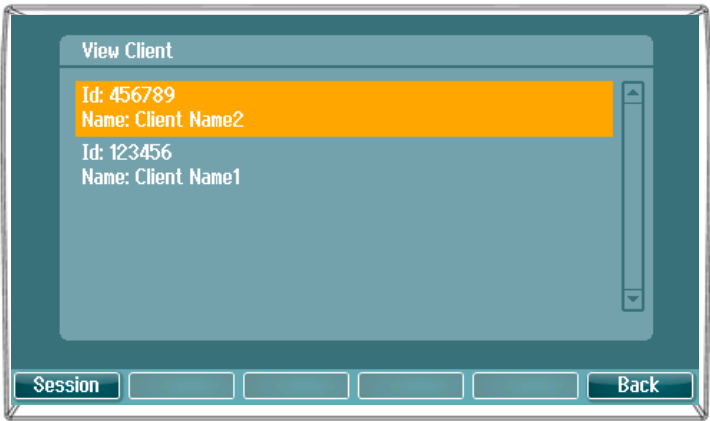 View Client
Id: 456789
Name: Client Name2
Id: 123456
Name: Client Name1
Session
Back